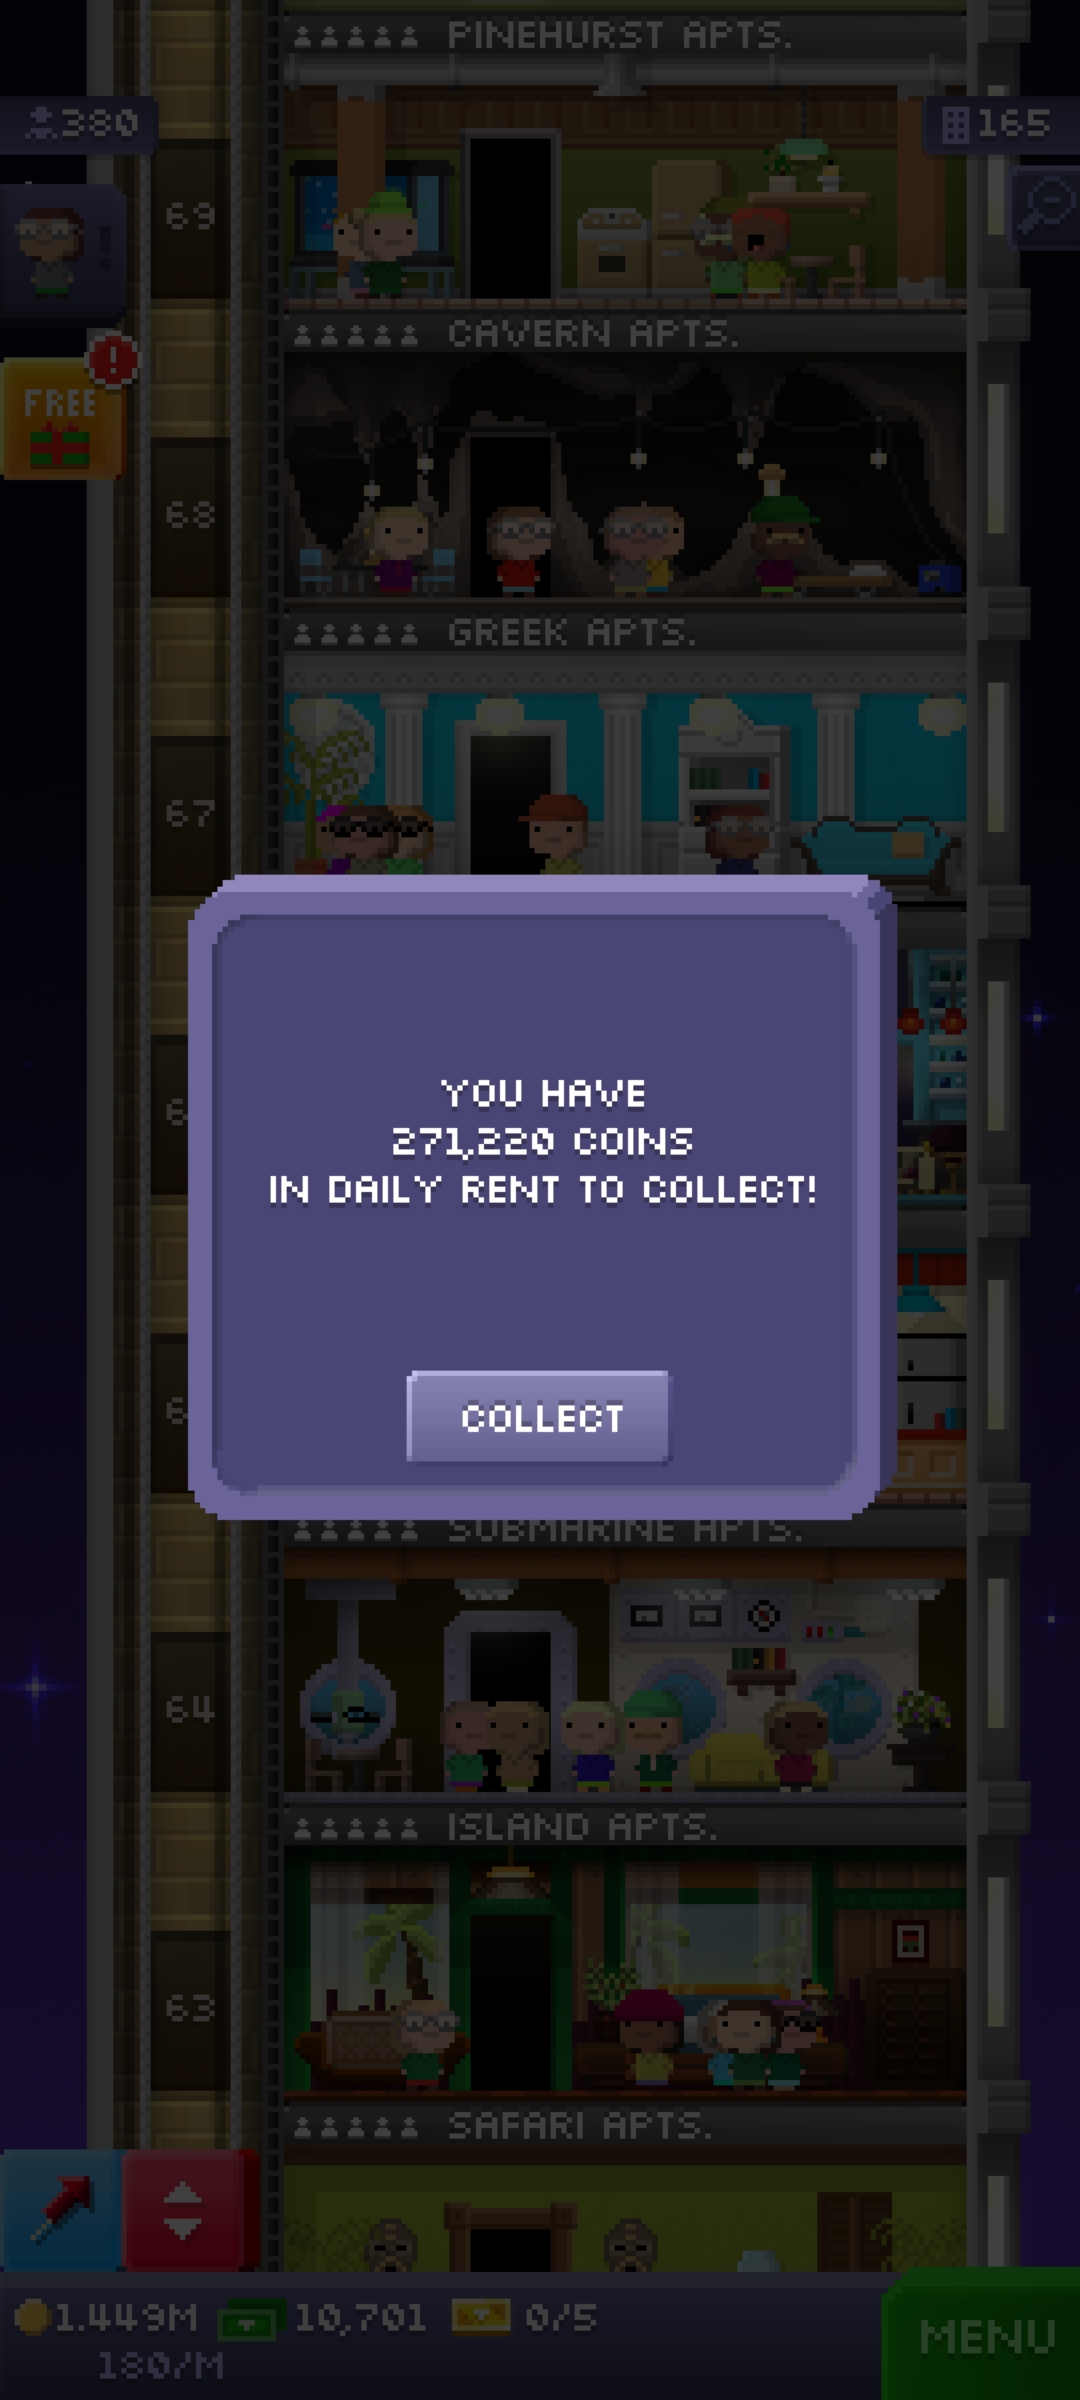 PINEHURST APTS.
380
165
69
CAVERN APTS.
FREE
!
68
GREEK APTS.
67
YOU HAVE
271,220 COINS
IN DAILY RENT TO COLLECT!
COLLECT
SUBMARINE APTS.
64
ISLAND APTS.
63
SAFARI APTS.
1.449M
10,701
0/5
180/M
MENU